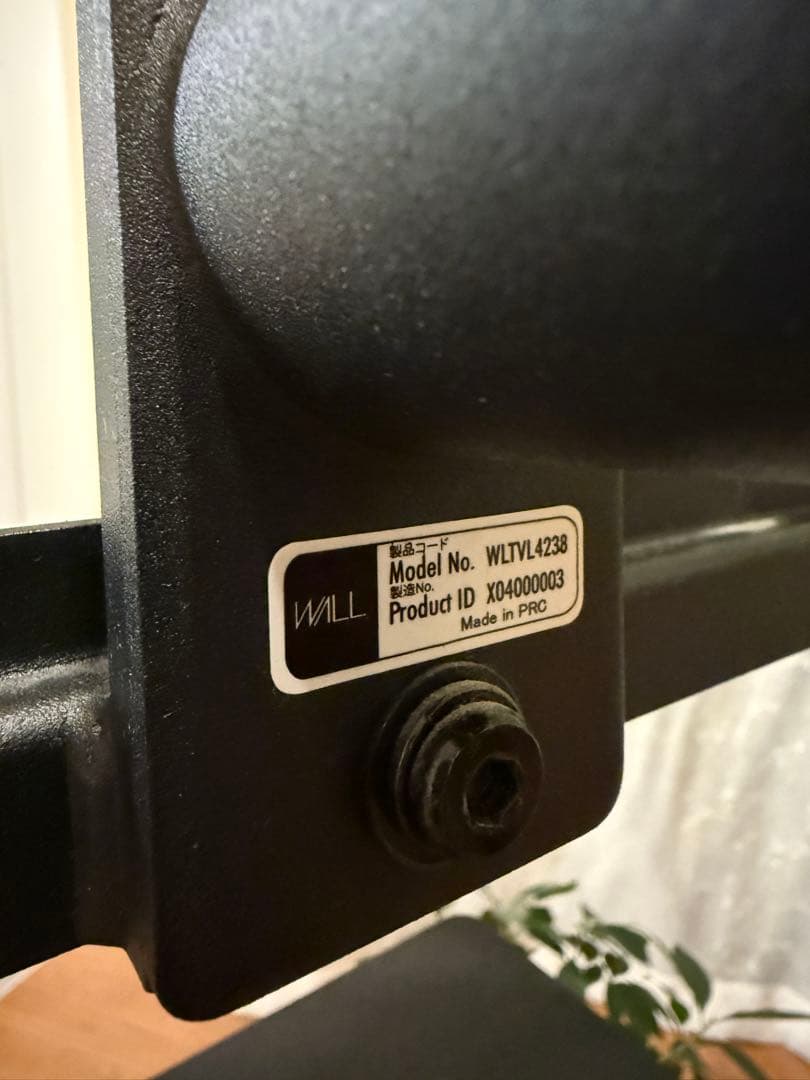 WALL
製品コード
Model No. WLTVL4238
製造No.
Product ID X04000003
Made in PRC